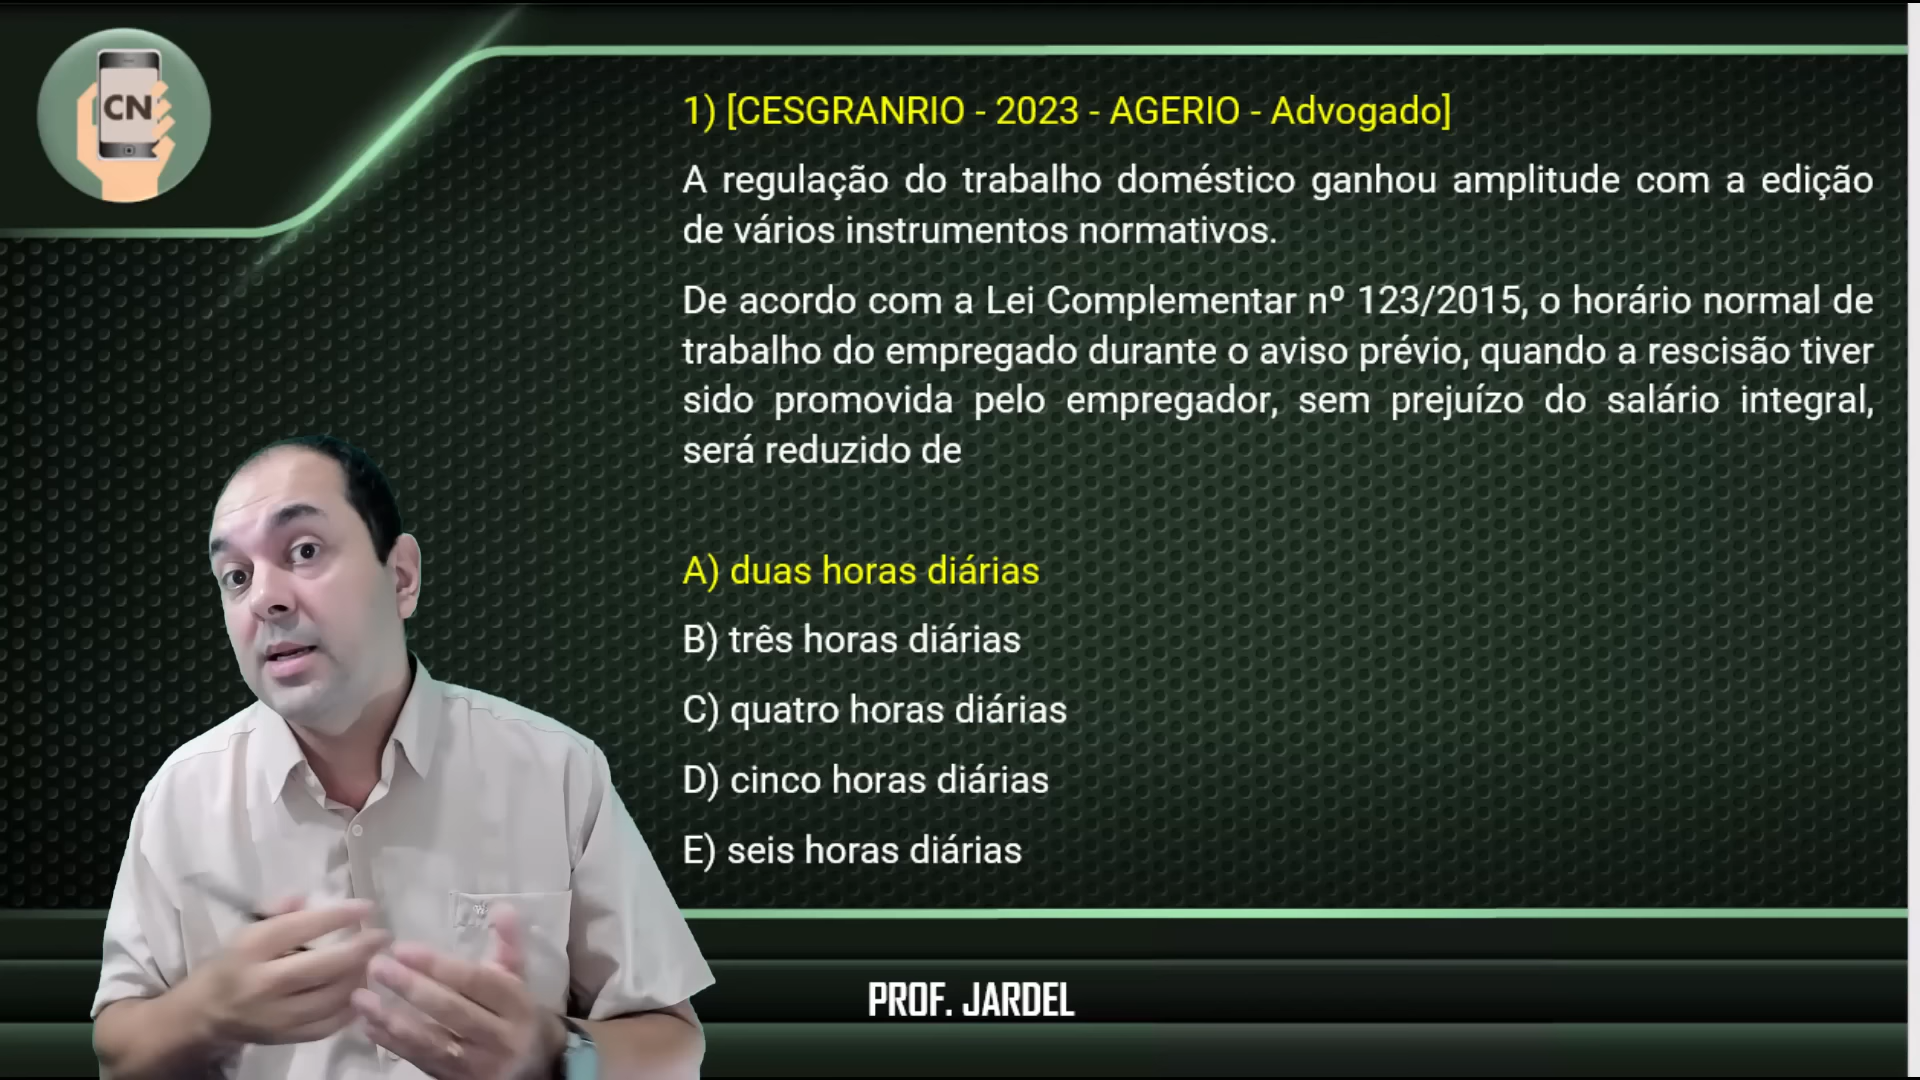 CN
1) [CESGRANRIO - 2023 - AGERIO - Advogado]
A regulação do trabalho doméstico ganhou amplitude com a edição
de vários instrumentos normativos.
De acordo com a Lei Complementar nº 123/2015, o horário normal de
trabalho do empregado durante o aviso prévio, quando a rescisão tiver
sido promovida pelo empregador, sem prejuízo do salário integral,
será reduzido de
A) duas horas diárias
B) três horas diárias
C) quatro horas diárias
D) cinco horas diárias
E) seis horas diárias
PROF. JARDEL